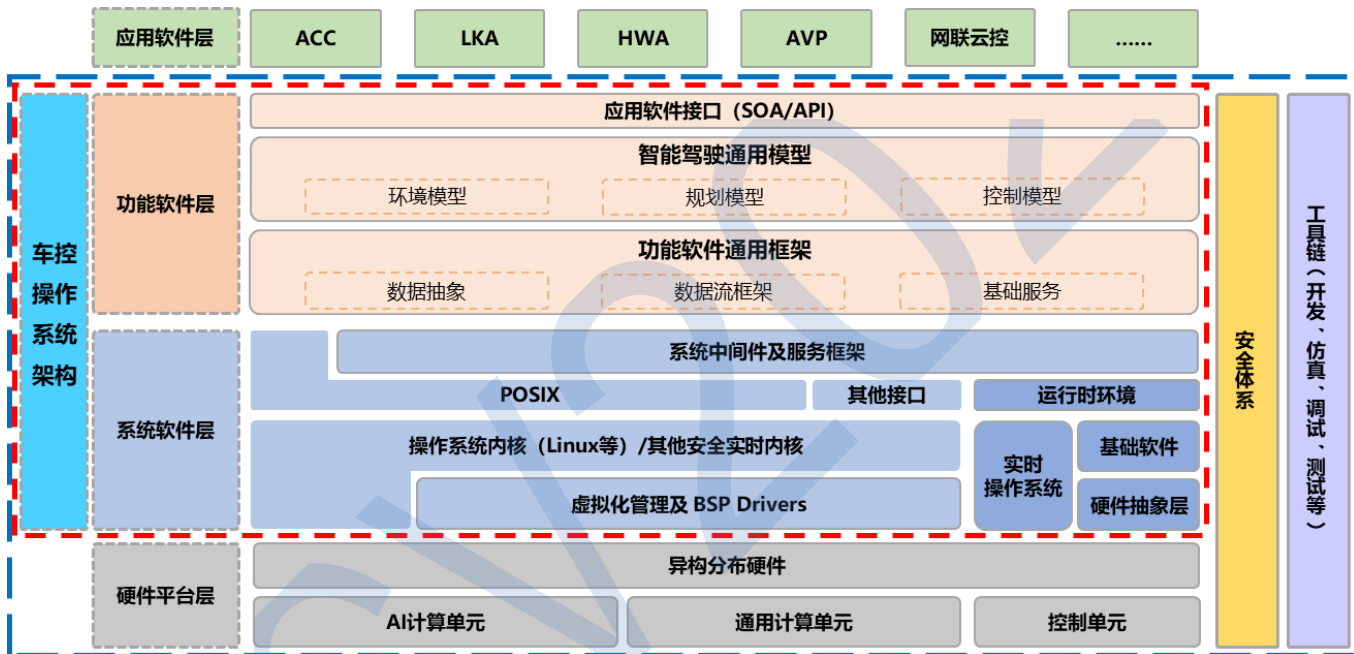 应用软件层
ACC
LKA
HWA
AVP
网联云控
......
车控
操作
系统
架构
功能软件层
应用软件接口（SOA/API）
智能驾驶通用模型
环境模型
规划模型
控制模型
功能软件通用框架
数据抽象
数据流框架
基础服务
系统软件层
系统中间件及服务框架
POSIX
其他接口
运行时环境
操作系统内核（Linux等）/其他安全实时内核
虚拟化管理及 BSP Drivers
实时
操作系统
基础软件
硬件抽象层
硬件平台层
异构分布硬件
AI计算单元
通用计算单元
控制单元
安全体系
工具链（开发、仿真、调试、测试等）